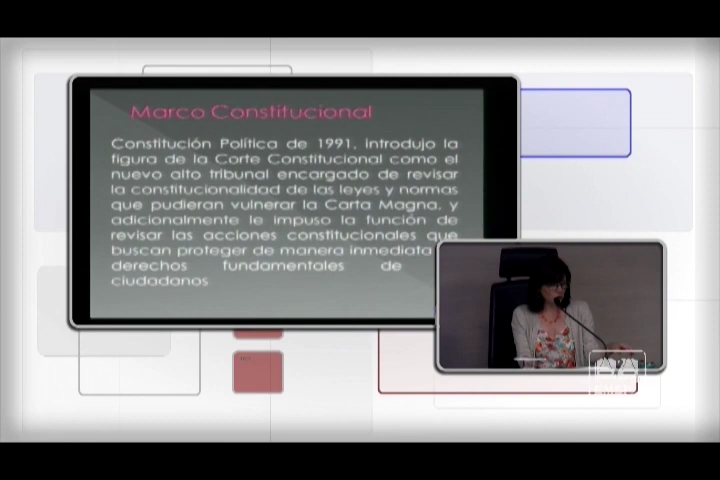 Marco Constitucional
Constitución Política de 1991, introdujo la
figura de la Corte Constitucional como el
nuevo alto tribunal encargado de revisar
la constitucionalidad de las leyes y normas
que pudieran vulnerar la Carta Magna, y
adicionalmente le impuso la función de
revisar las acciones constitucionales que
buscan proteger de manera inmediata
derechos fundamentales de
ciudadanos